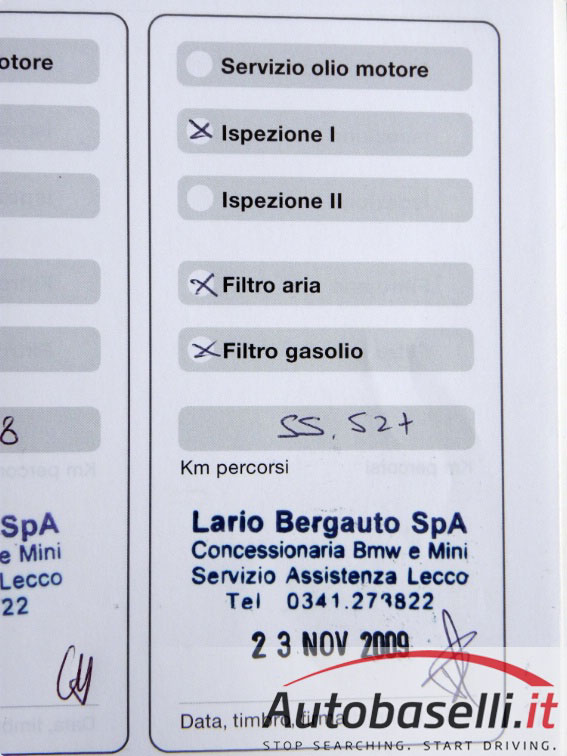 otore
8
SpA
e Mini
Lecco
22
Servizio olio motore
Ispezione I
Ispezione II
Filtro aria
Filtro gasolio
55.527
Km percorsi
Lario Bergauto SpA
Concessionaria Bmw e Mini
Servizio Assistenza Lecco
Tel 0341.273822
23 NOV 2009
Data, timbro, firma
Autobaselli.it
STOP SEARCHING. START DRIVING.